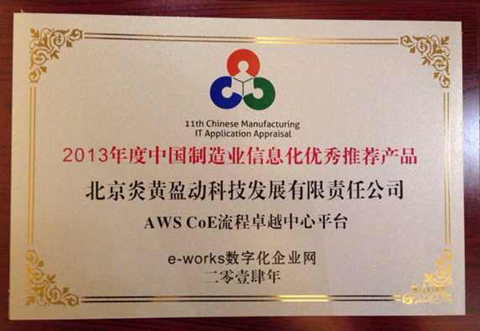 11th Chinese Manufacturing
IT Application Appraisal
2013年度中国制造业信息化优秀推荐产品
北京炎黄盈动科技发展有限责任公司
AWS CoE流程卓越中心平台
e-works数字化企业网
二零壹肆年